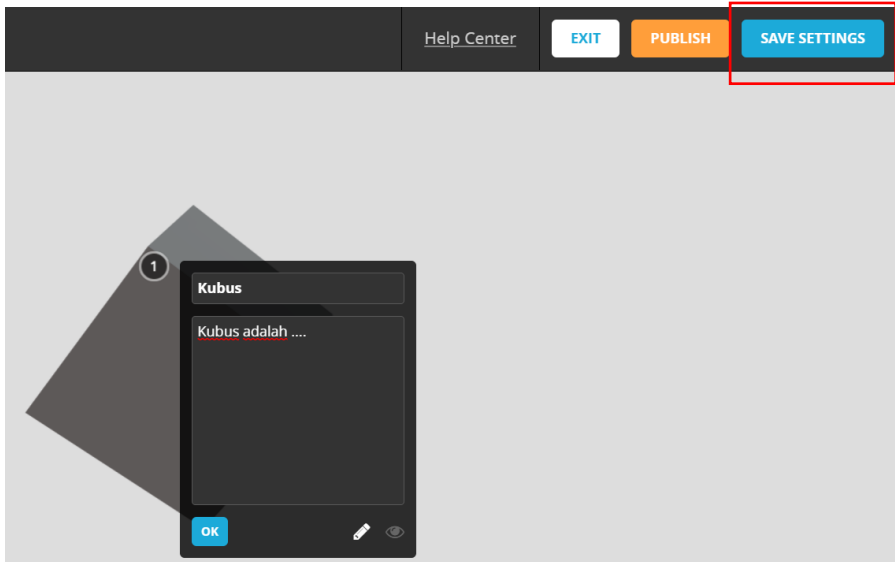 Help Center
EXIT
PUBLISH
SAVE SETTINGS
1
Kubus
Kubus adalah ....
OK